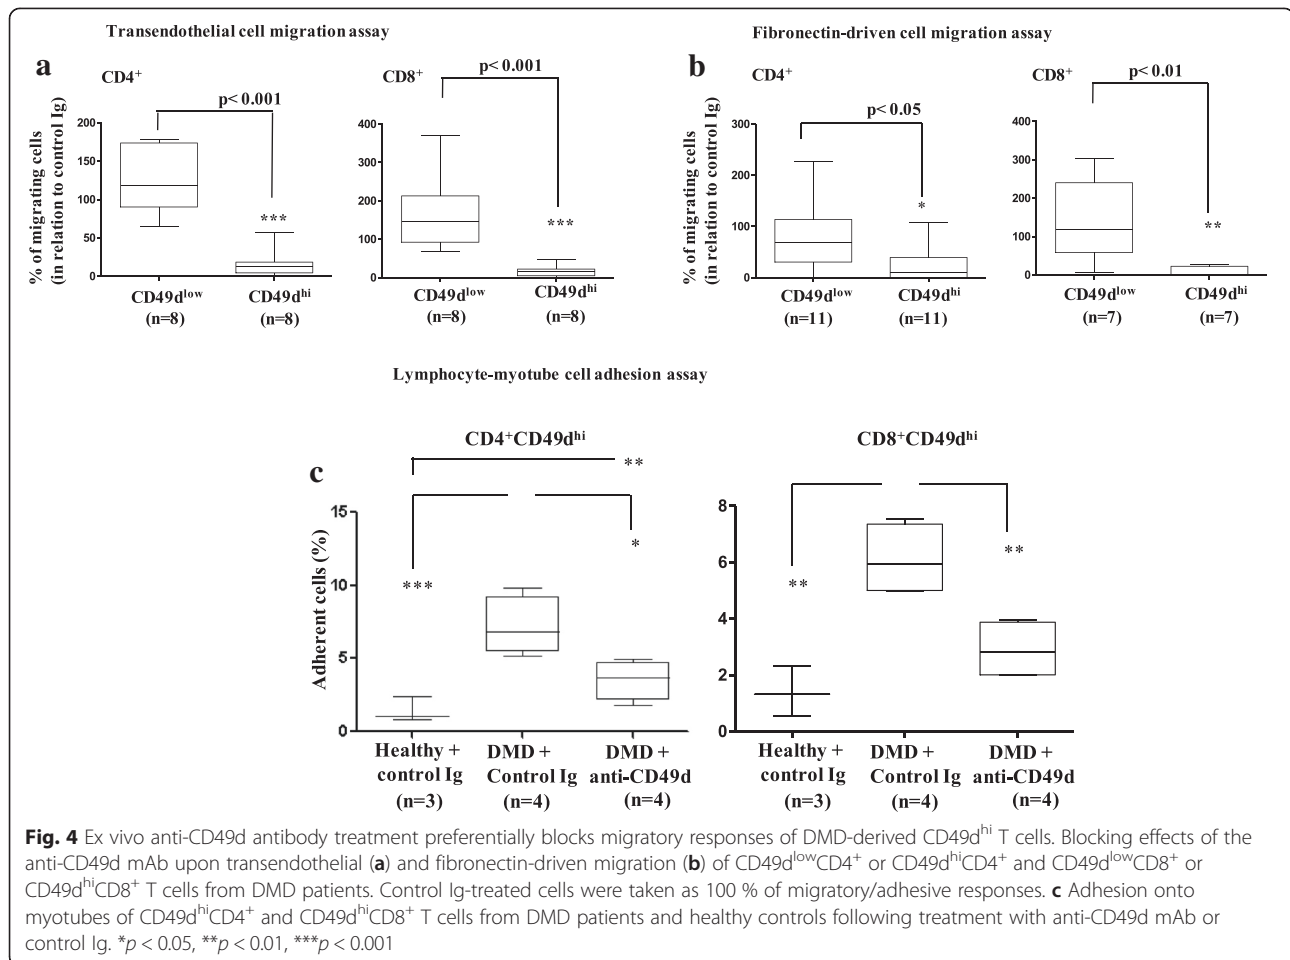 Transendothelial cell migration assay
Fibronectin-driven cell migration assay
a
CD4⁺
p< 0.001
% of migrating cells
(in relation to control Ig)
200
150
100
50
0
CD49dˡᵒʷ
(n=8)
CD49dʰⁱ
(n=8)
CD8⁺
p< 0.001
400
300
200
100
0
CD49dˡᵒʷ
(n=8)
CD49dʰⁱ
(n=8)
***
***
b
CD4⁺
p< 0.05
% of migrating cells
(in relation to control Ig)
300
200
100
0
*
CD49dˡᵒʷ
(n=11)
CD49dʰⁱ
(n=11)
CD8⁺
p< 0.01
400
300
200
100
0
**
CD49dˡᵒʷ
(n=7)
CD49dʰⁱ
(n=7)
Lymphocyte-myotube cell adhesion assay
c
CD4⁺CD49dʰⁱ
**
*
***
Adherent cells (%)
15
10
5
0
Healthy +
control Ig
(n=3)
DMD +
Control Ig
(n=4)
DMD +
anti-CD49d
(n=4)
CD8⁺CD49dʰⁱ
**
**
8
6
4
2
0
Healthy +
control Ig
(n=3)
DMD +
Control Ig
(n=4)
DMD +
anti-CD49d
(n=4)
Fig. 4 Ex vivo anti-CD49d antibody treatment preferentially blocks migratory responses of DMD-derived CD49dʰⁱ T cells. Blocking effects of the
anti-CD49d mAb upon transendothelial (a) and fibronectin-driven migration (b) of CD49dˡᵒʷCD4⁺ or CD49dʰⁱCD4⁺ and CD49dˡᵒʷCD8⁺ or
CD49dʰⁱCD8⁺ T cells from DMD patients. Control Ig-treated cells were taken as 100 % of migratory/adhesive responses. c Adhesion onto
myotubes of CD49dʰⁱCD4⁺ and CD49dʰⁱCD8⁺ T cells from DMD patients and healthy controls following treatment with anti-CD49d mAb or
control Ig. *p < 0.05, **p < 0.01, ***p < 0.001